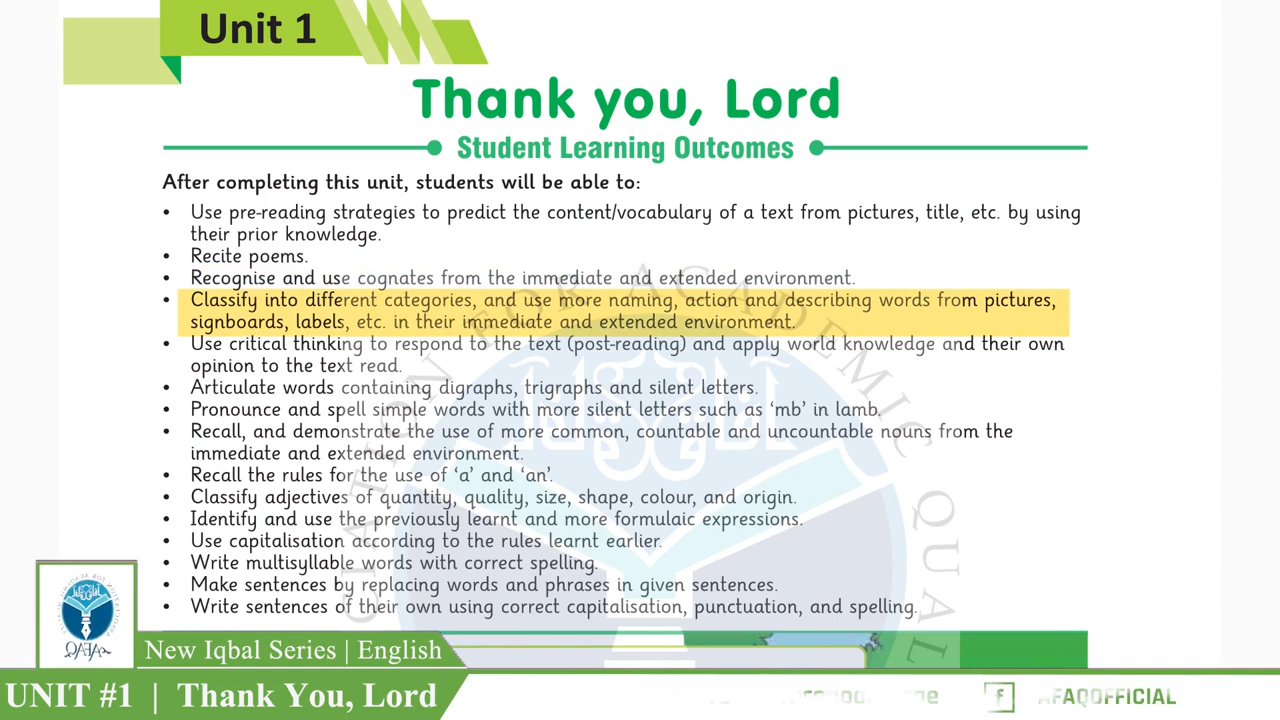 Unit 1
Thank you, Lord
Student Learning Outcomes
After completing this unit, students will be able to:
• Use pre-reading strategies to predict the content/vocabulary of a text from pictures, title, etc. by using
their prior knowledge.
• Recite poems.
• Recognise and use cognates from the immediate and extended environment.
• Classify into different categories, and use more naming, action and describing words from pictures,
signboards, labels, etc. in their immediate and extended environment.
• Use critical thinking to respond to the text (post-reading) and apply world knowledge and their own
opinion to the text read.
• Articulate words containing digraphs, trigraphs and silent letters.
• Pronounce and spell simple words with more silent letters such as ‘mb’ in lamb.
• Recall, and demonstrate the use of more common, countable and uncountable nouns from the
immediate and extended environment.
• Recall the rules for the use of ‘a’ and ‘an’.
• Classify adjectives of quantity, quality, size, shape, colour, and origin.
• Identify and use the previously learnt and more formulaic expressions.
• Use capitalisation according to the rules learnt earlier.
• Write multisyllable words with correct spelling.
• Make sentences by replacing words and phrases in given sentences.
• Write sentences of their own using correct capitalisation, punctuation, and spelling.
FOR ACADEMIC QUAL
AFAQ
New Iqbal Series | English
UNIT #1 | Thank You, Lord
AFAQOFFICIAL